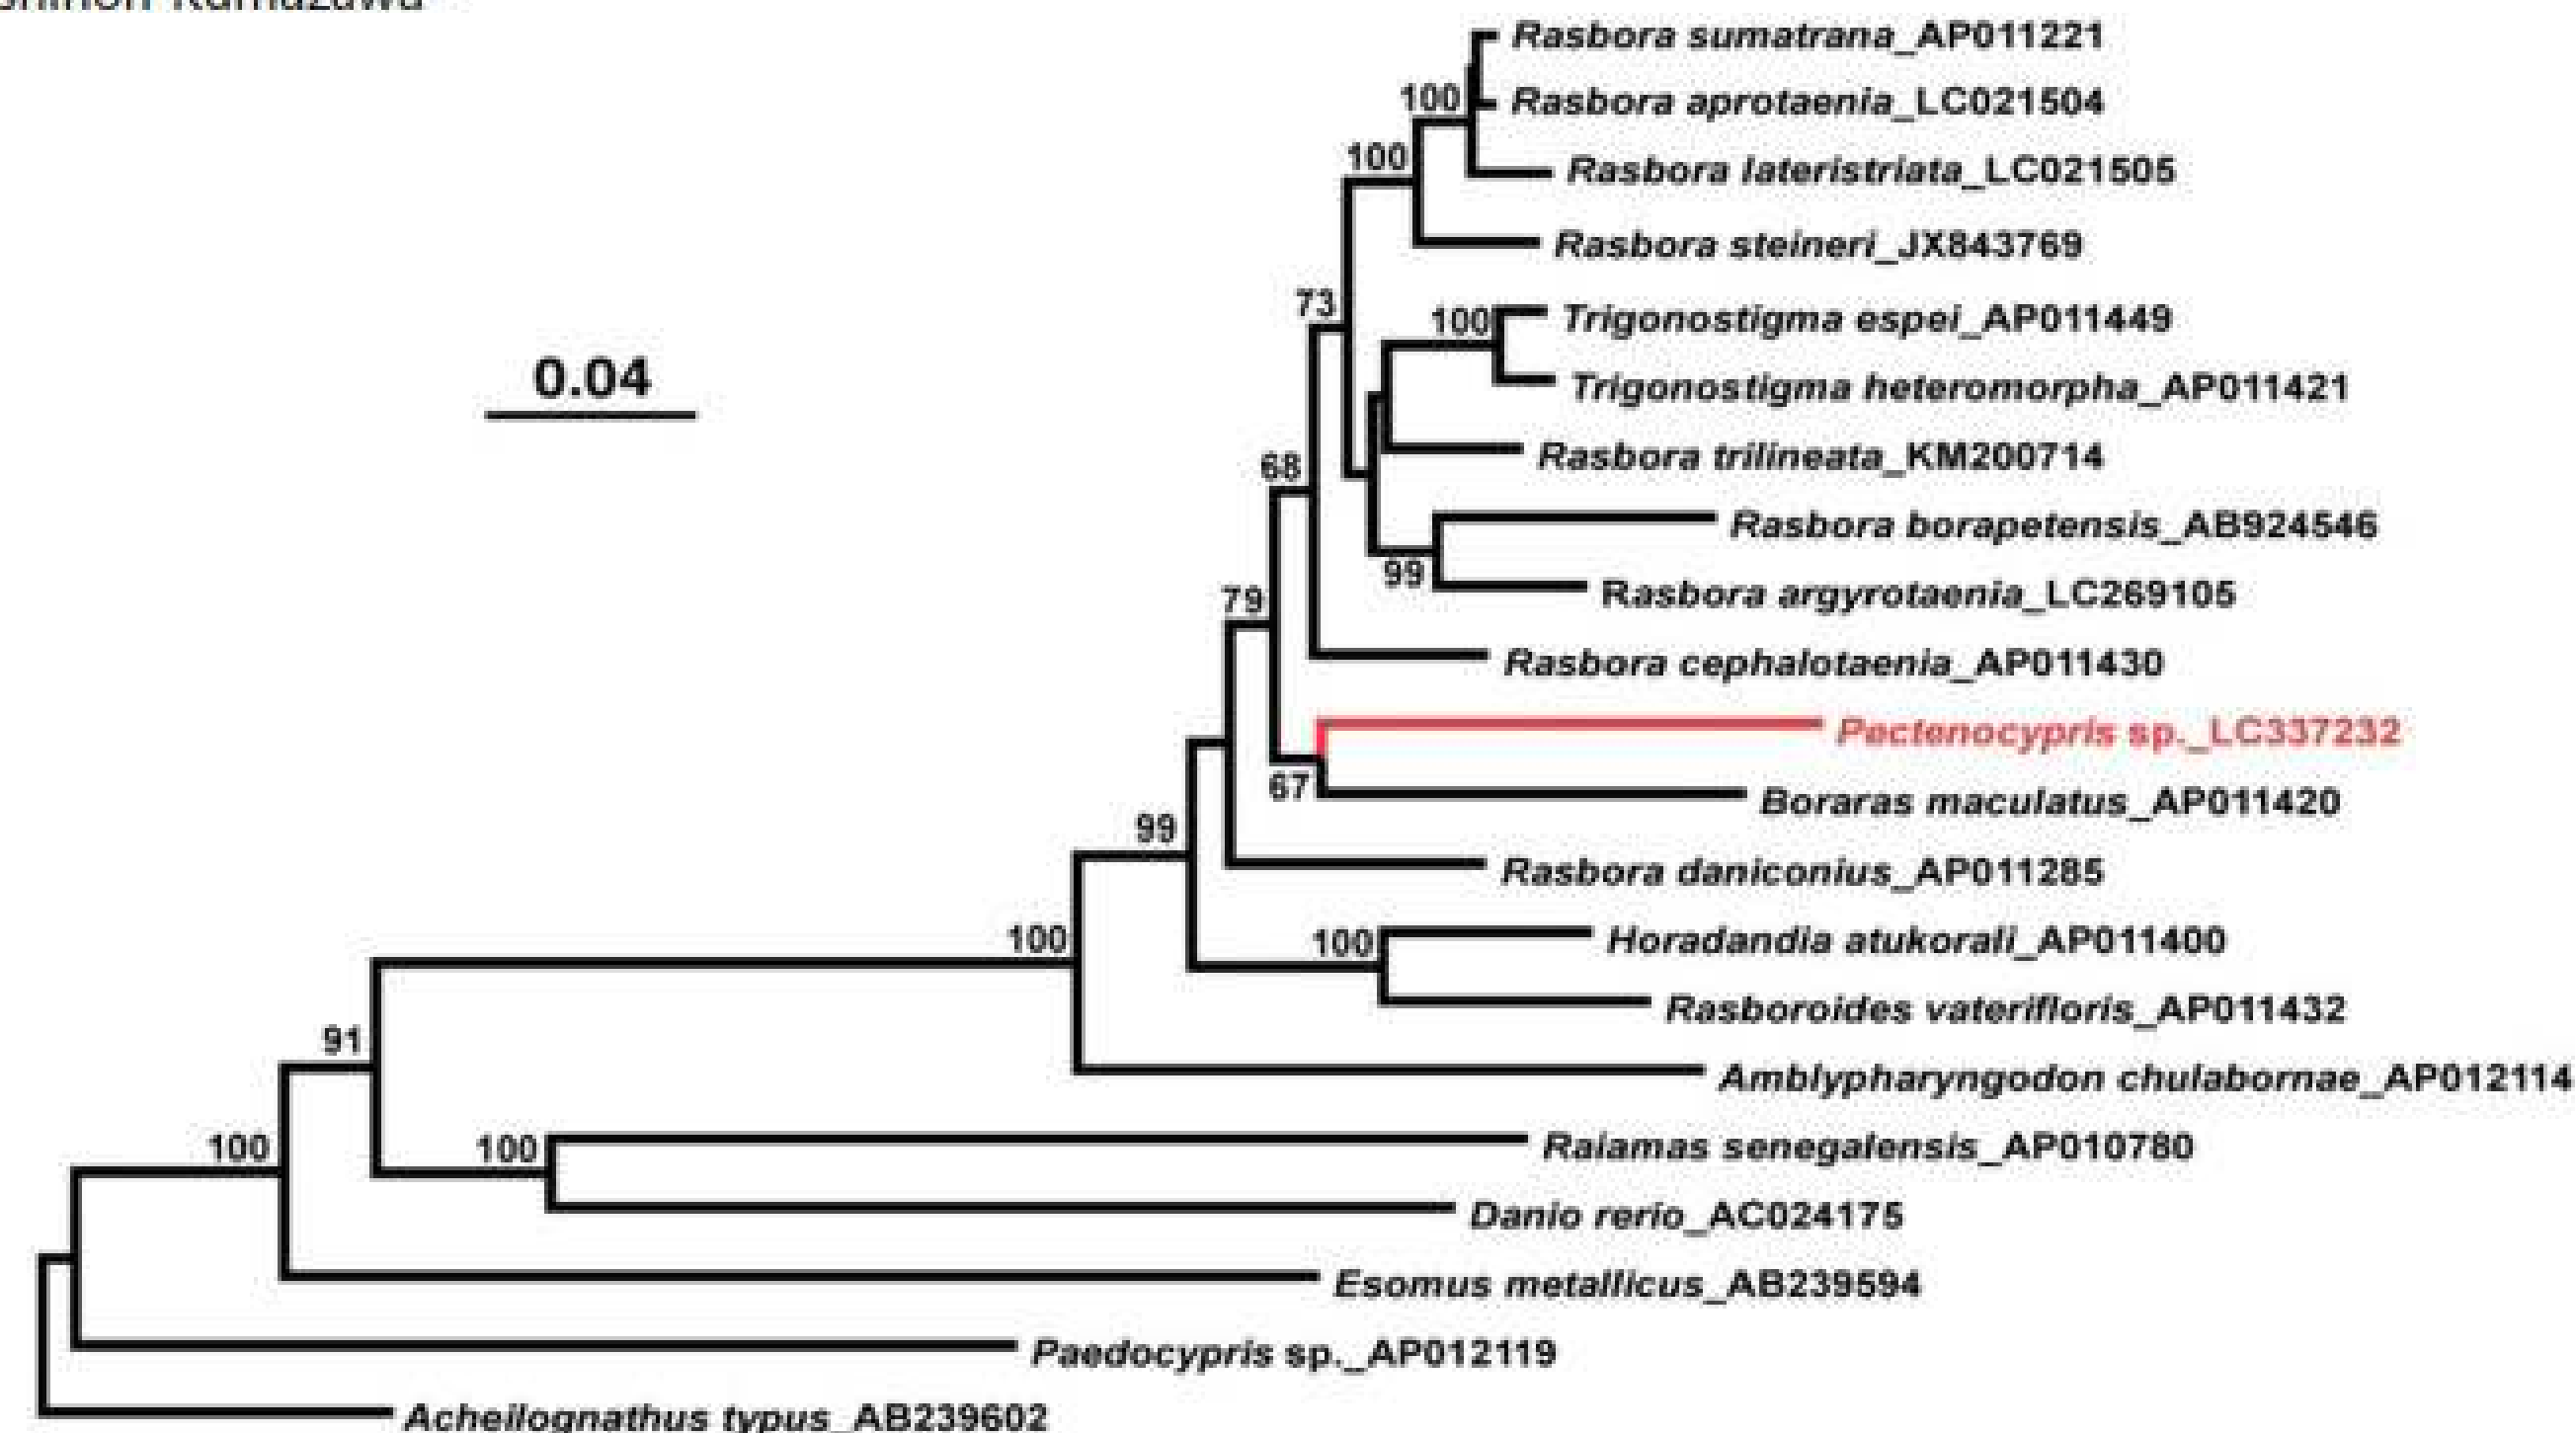 Rasbora sumatrana_AP011221
100
Rasbora aprotaenia_LC021504
100
Rasbora lateristriata_LC021505
Rasbora steineri_JX843769
73
100
Trigonostigma espei_AP011449
0.04
Trigonostigma heteromorpha_AP011421
68
Rasbora trilineata_KM200714
Rasbora borapetensis_AB924546
99
Rasbora argyrotaenia_LC269105
79
Rasbora cephalotaenia_AP011430
Pectenocypris sp._LC337232
67
Boraras maculatus_AP011420
99
Rasbora daniconius_AP011285
100
100
Horadandia atukorali_AP011400
Rasboroides vaterifloris_AP011432
91
Amblypharyngodon chulabornae_AP012114
100
100
Raiamas senegalensis_AP010780
Danio rerio_AC024175
Esomus metallicus_AB239594
Paedocypris sp._AP012119
Acheilognathus typus_AB239602